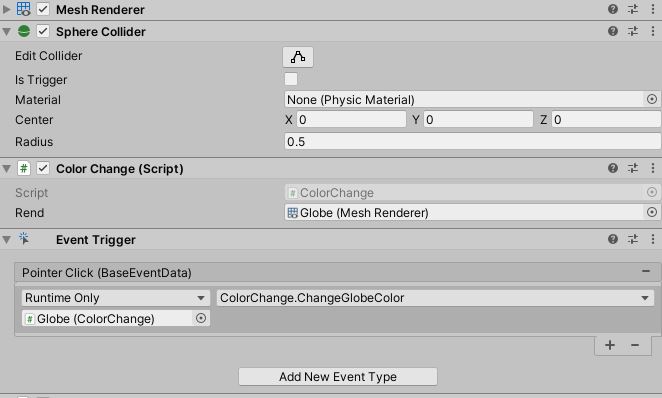 Mesh Renderer
Sphere Collider
Edit Collider
Is Trigger
Material None (Physic Material)
Center X 0 Y 0 Z 0
Radius 0.5
# Color Change (Script)
Script # ColorChange
Rend Globe (Mesh Renderer)
Event Trigger
Pointer Click (BaseEventData)
Runtime Only ColorChange.ChangeGlobeColor
# Globe (ColorChange)
Add New Event Type